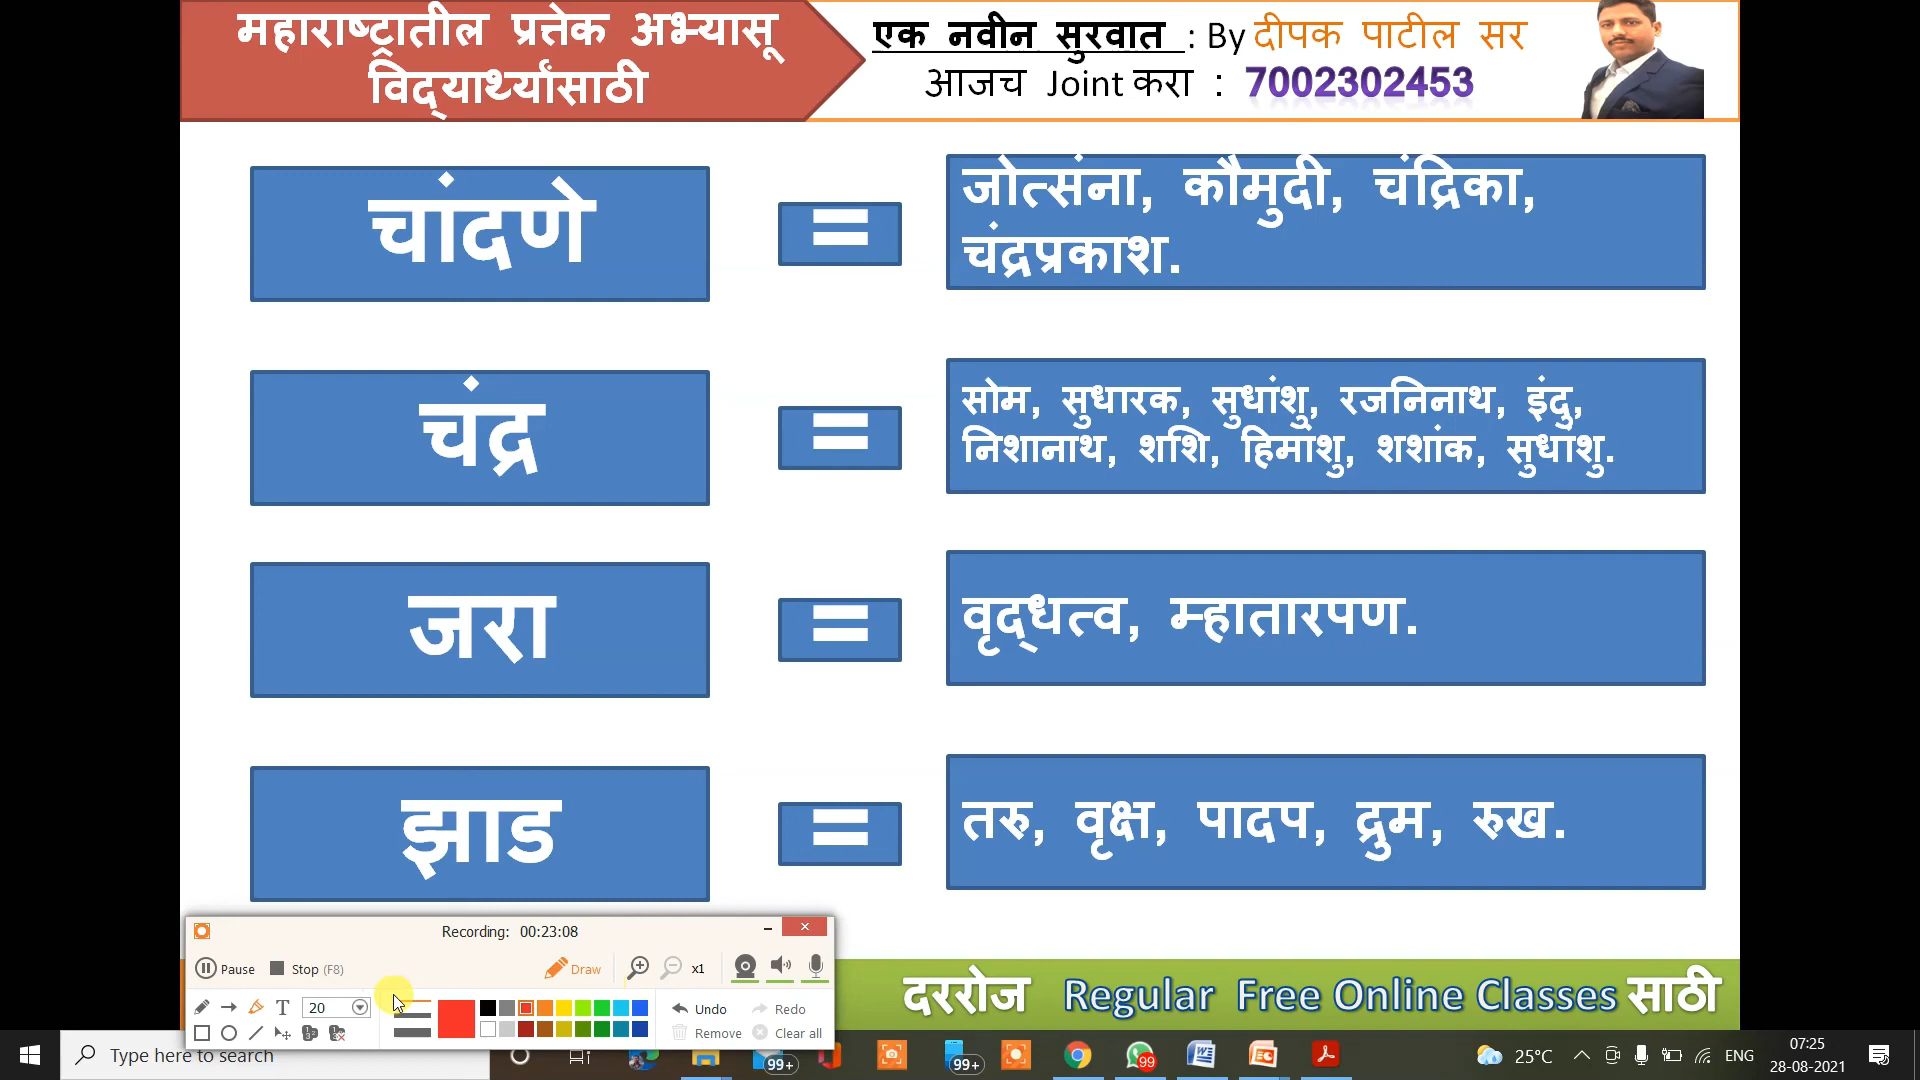 महाराष्ट्रातील प्रत्तेक अभ्यासू
विद्यार्थ्यांसाठी
एक नवीन सुरवात : By दीपक पाटील सर
आजच Joint करा : 7002302453
चांदणे = जोत्संना, कौमुदी, चंद्रिका,
चंद्रप्रकाश.
चंद्र = सोम, सुधारक, सुधांशु, रजनिनाथ, इंदु,
निशानाथ, शशि, हिमांशु, शशांक, सुधांशु.
जरा = वृद्धत्व, म्हातारपण.
झाड = तरु, वृक्ष, पादप, द्रुम, रुख.
Recording: 00:23:08
Pause Stop (F8) Draw x1
T 20 Undo Redo
Remove Clear all
दररोज Regular Free Online Classes साठी
Type here to search
99+ 99+ 99
25°C ENG
07:25
28-08-2021